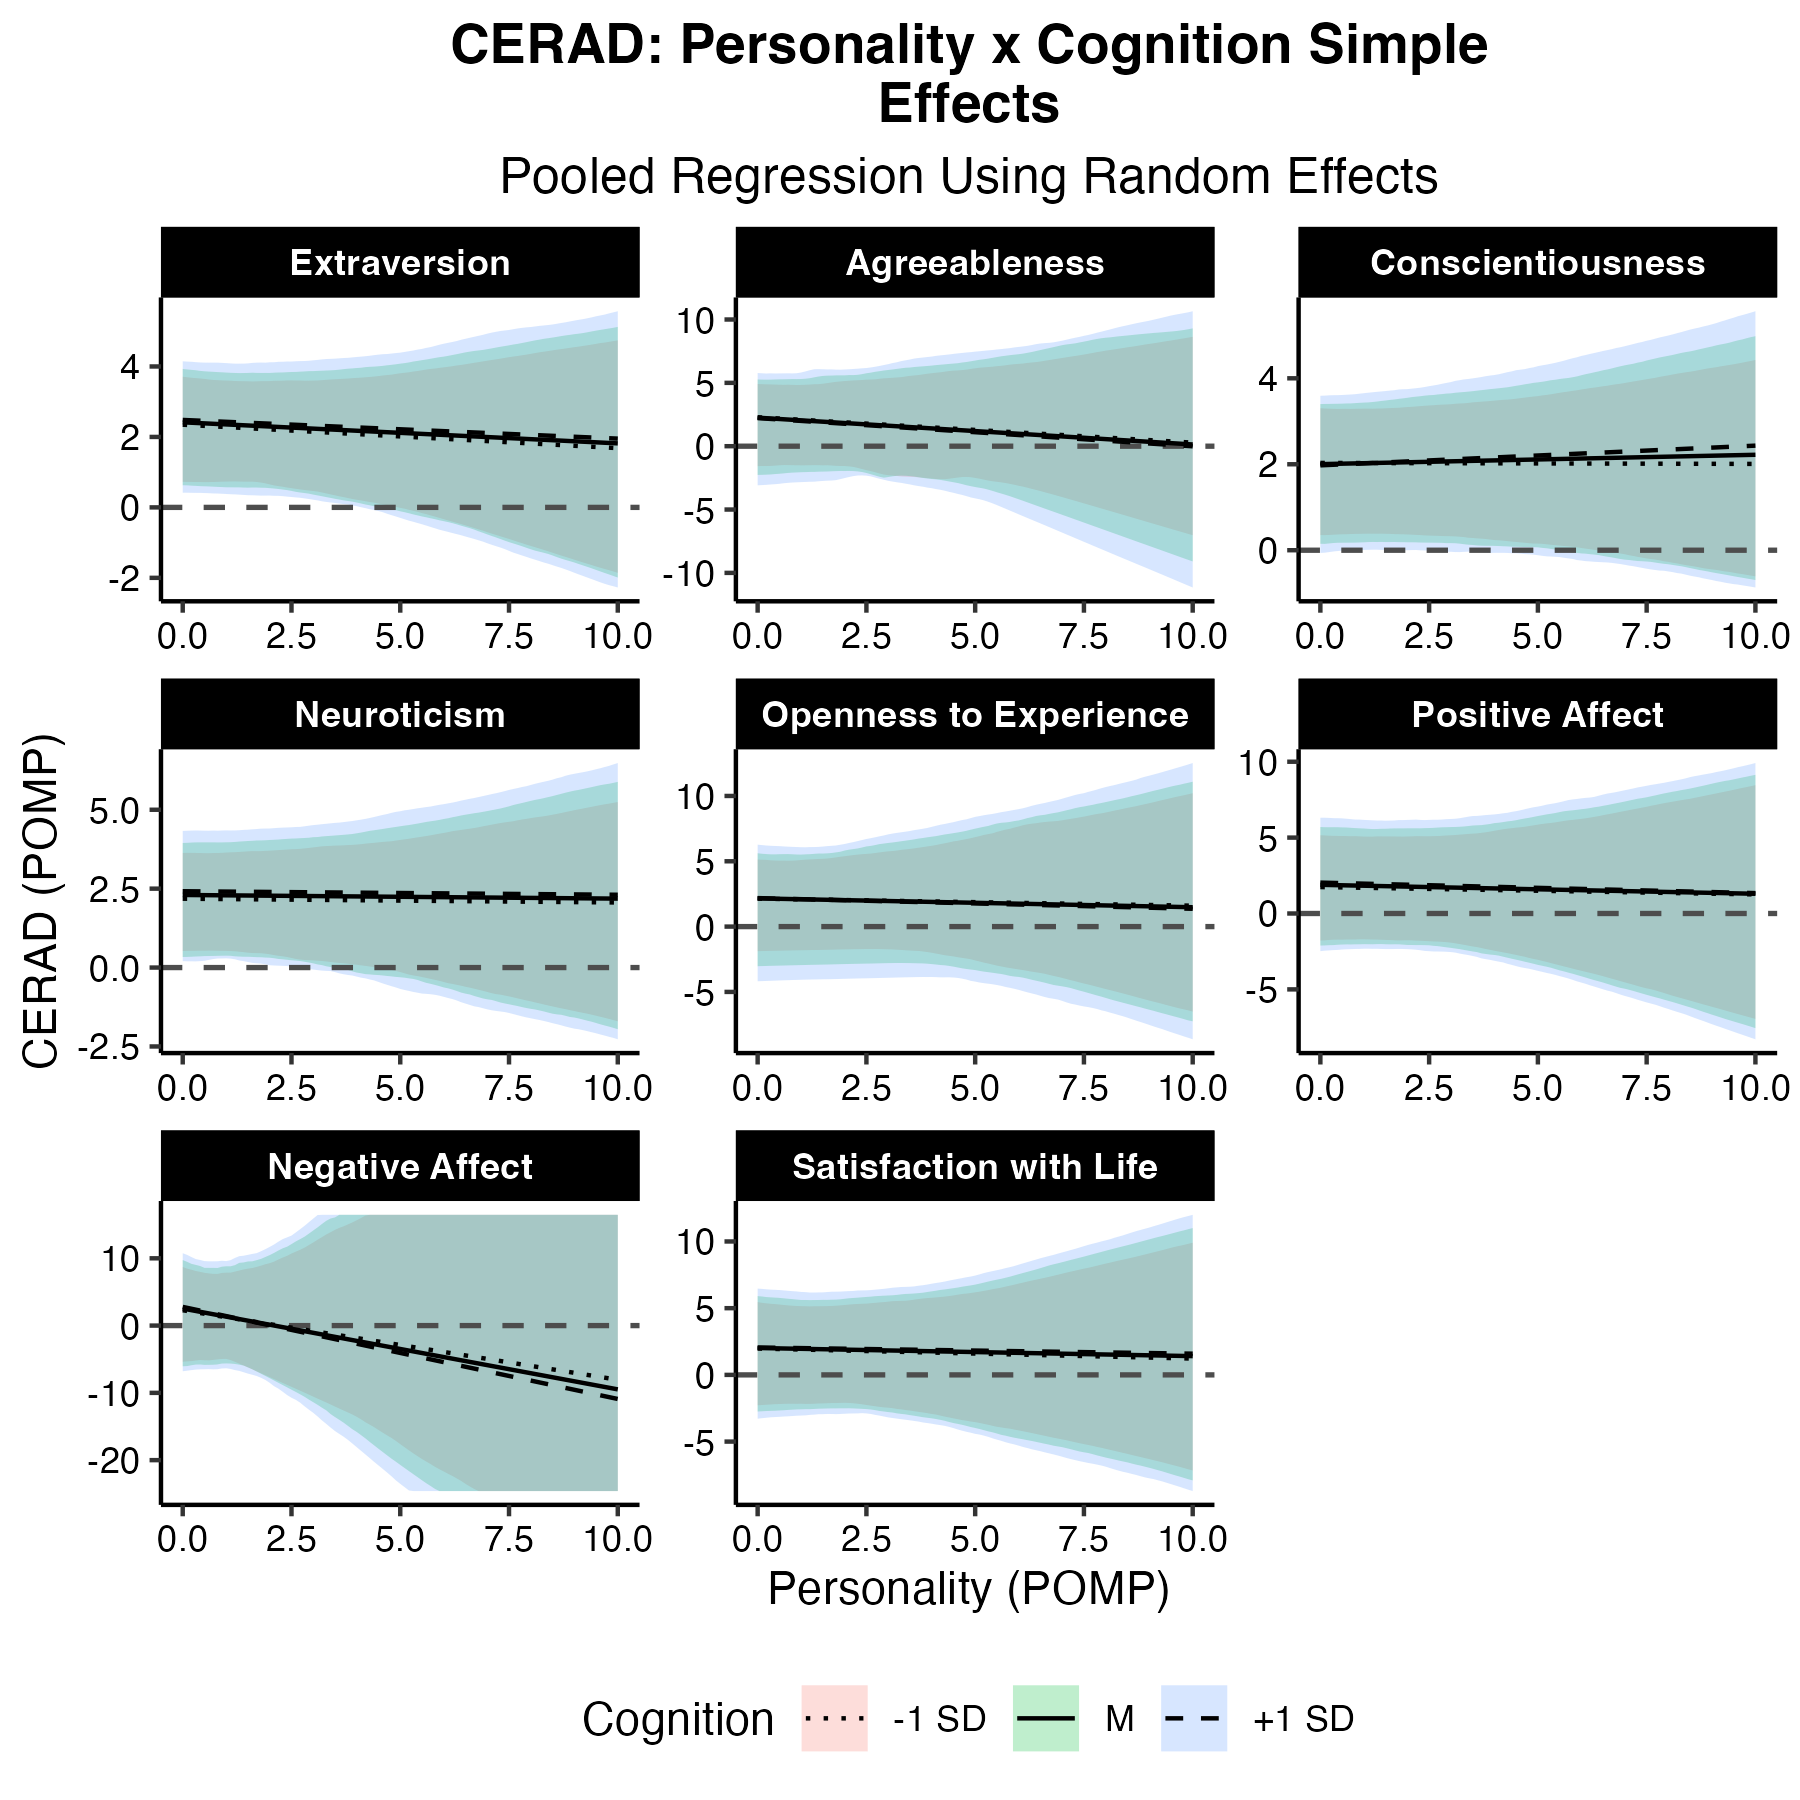 CERAD: Personality x Cognition Simple
Effects
Pooled Regression Using Random Effects
Extraversion
Agreeableness
Conscientiousness
4
2
0
-2
10
5
0
-5
-10
4
2
0
0.0 2.5 5.0 7.5 10.0
0.0 2.5 5.0 7.5 10.0
0.0 2.5 5.0 7.5 10.0
Neuroticism
Openness to Experience
Positive Affect
CERAD (POMP)
5.0
2.5
0.0
-2.5
10
5
0
-5
10
5
0
-5
0.0 2.5 5.0 7.5 10.0
0.0 2.5 5.0 7.5 10.0
0.0 2.5 5.0 7.5 10.0
Negative Affect
Satisfaction with Life
10
0
-10
-20
10
5
0
-5
0.0 2.5 5.0 7.5 10.0
0.0 2.5 5.0 7.5 10.0
Personality (POMP)
Cognition -1 SD M +1 SD